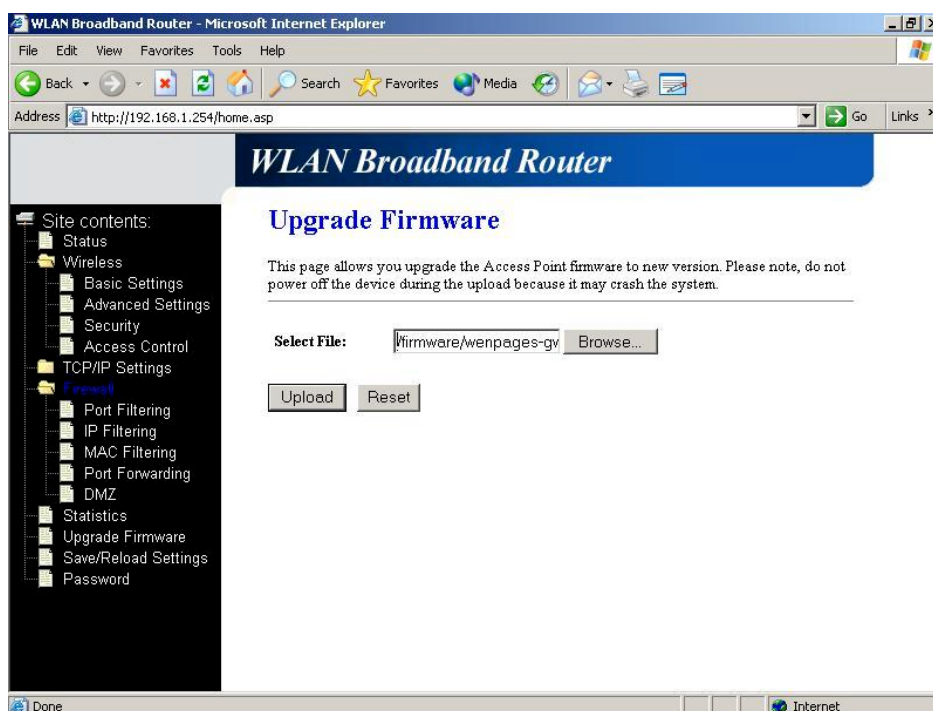 WLAN Broadband Router - Microsoft Internet Explorer
File Edit View Favorites Tools Help
Back Search Favorites Media
Address http://192.168.1.254/home.asp Go Links
WLAN Broadband Router
Site contents:
Status
Wireless
Basic Settings
Advanced Settings
Security
Access Control
TCP/IP Settings
Firewall
Port Filtering
IP Filtering
MAC Filtering
Port Forwarding
DMZ
Statistics
Upgrade Firmware
Save/Reload Settings
Password
Upgrade Firmware
This page allows you upgrade the Access Point firmware to new version. Please note, do not
power off the device during the upload because it may crash the system.
Select File: /firmware/wenpages-gw Browse...
Upload Reset
Done Internet